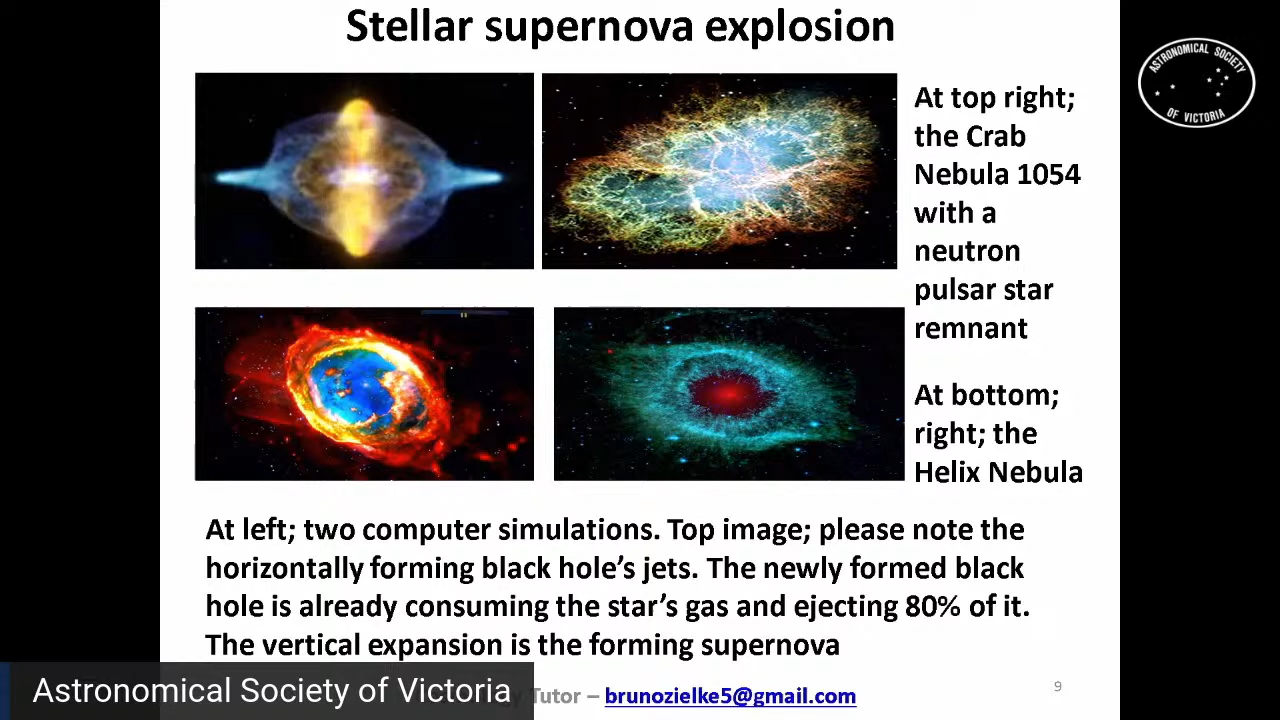 Stellar supernova explosion
ASTRONOMICAL SOCIETY
OF VICTORIA
At top right;
the Crab
Nebula 1054
with a
neutron
pulsar star
remnant
At bottom;
right; the
Helix Nebula
At left; two computer simulations. Top image; please note the
horizontally forming black hole’s jets. The newly formed black
hole is already consuming the star’s gas and ejecting 80% of it.
The vertical expansion is the forming supernova
Astronomical Society of Victoria
Tutor – brunozielke5@gmail.com
9